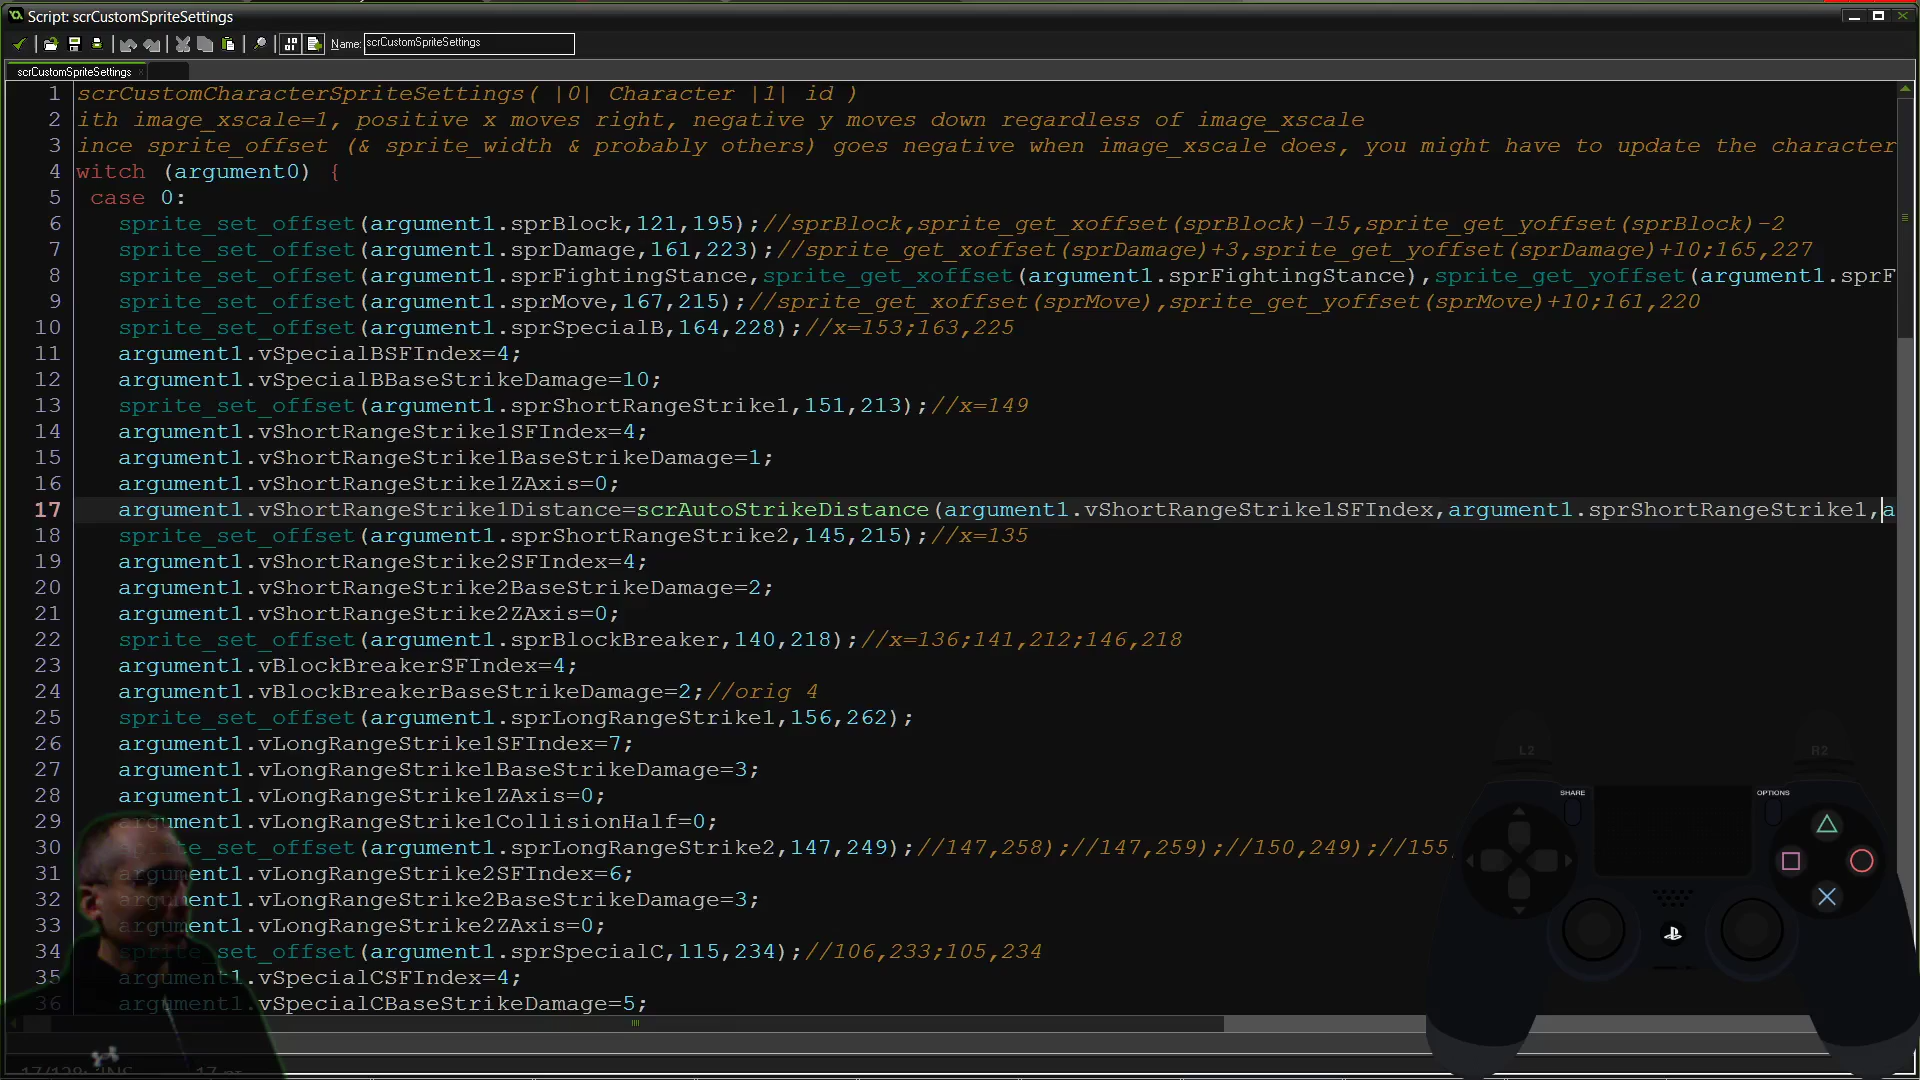 Script: scrCustomSpriteSettings
Name: scrCustomSpriteSettings
scrCustomSpriteSettings
1 scrCustomCharacterSpriteSettings( |0| Character |1| id )
2 ith image_xscale=1, positive x moves right, negative y moves down regardless of image_xscale
3 ince sprite_offset (& sprite_width & probably others) goes negative when image_xscale does, you might have to update the character
4 witch (argument0) {
5 case 0:
6 sprite_set_offset(argument1.sprBlock,121,195);//sprBlock,sprite_get_xoffset(sprBlock)-15,sprite_get_yoffset(sprBlock)-2
7 sprite_set_offset(argument1.sprDamage,161,223);//sprite_get_xoffset(sprDamage)+3,sprite_get_yoffset(sprDamage)+10;165,227
8 sprite_set_offset(argument1.sprFightingStance,sprite_get_xoffset(argument1.sprFightingStance),sprite_get_yoffset(argument1.sprF
9 sprite_set_offset(argument1.sprMove,167,215);//sprite_get_xoffset(sprMove),sprite_get_yoffset(sprMove)+10;161,220
10 sprite_set_offset(argument1.sprSpecialB,164,228);//x=153;163,225
11 argument1.vSpecialBSFIndex=4;
12 argument1.vSpecialBBaseStrikeDamage=10;
13 sprite_set_offset(argument1.sprShortRangeStrike1,151,213);//x=149
14 argument1.vShortRangeStrike1SFIndex=4;
15 argument1.vShortRangeStrike1BaseStrikeDamage=1;
16 argument1.vShortRangeStrike1ZAxis=0;
17 argument1.vShortRangeStrike1Distance=scrAutoStrikeDistance(argument1.vShortRangeStrike1SFIndex,argument1.sprShortRangeStrike1,a
18 sprite_set_offset(argument1.sprShortRangeStrike2,145,215);//x=135
19 argument1.vShortRangeStrike2SFIndex=4;
20 argument1.vShortRangeStrike2BaseStrikeDamage=2;
21 argument1.vShortRangeStrike2ZAxis=0;
22 sprite_set_offset(argument1.sprBlockBreaker,140,218);//x=136;141,212;146,218
23 argument1.vBlockBreakerSFIndex=4;
24 argument1.vBlockBreakerBaseStrikeDamage=2;//orig 4
25 sprite_set_offset(argument1.sprLongRangeStrike1,156,262);
26 argument1.vLongRangeStrike1SFIndex=7;
27 argument1.vLongRangeStrike1BaseStrikeDamage=3;
28 argument1.vLongRangeStrike1ZAxis=0;
29 argument1.vLongRangeStrike1CollisionHalf=0;
30 sprite_set_offset(argument1.sprLongRangeStrike2,147,249);//147,258);//147,259);//150,249);//155,
31 argument1.vLongRangeStrike2SFIndex=6;
32 argument1.vLongRangeStrike2BaseStrikeDamage=3;
33 argument1.vLongRangeStrike2ZAxis=0;
34 sprite_set_offset(argument1.sprSpecialC,115,234);//106,233;105,234
35 argument1.vSpecialCSFIndex=4;
36 argument1.vSpecialCBaseStrikeDamage=5;
L2
R2
SHARE
OPTIONS